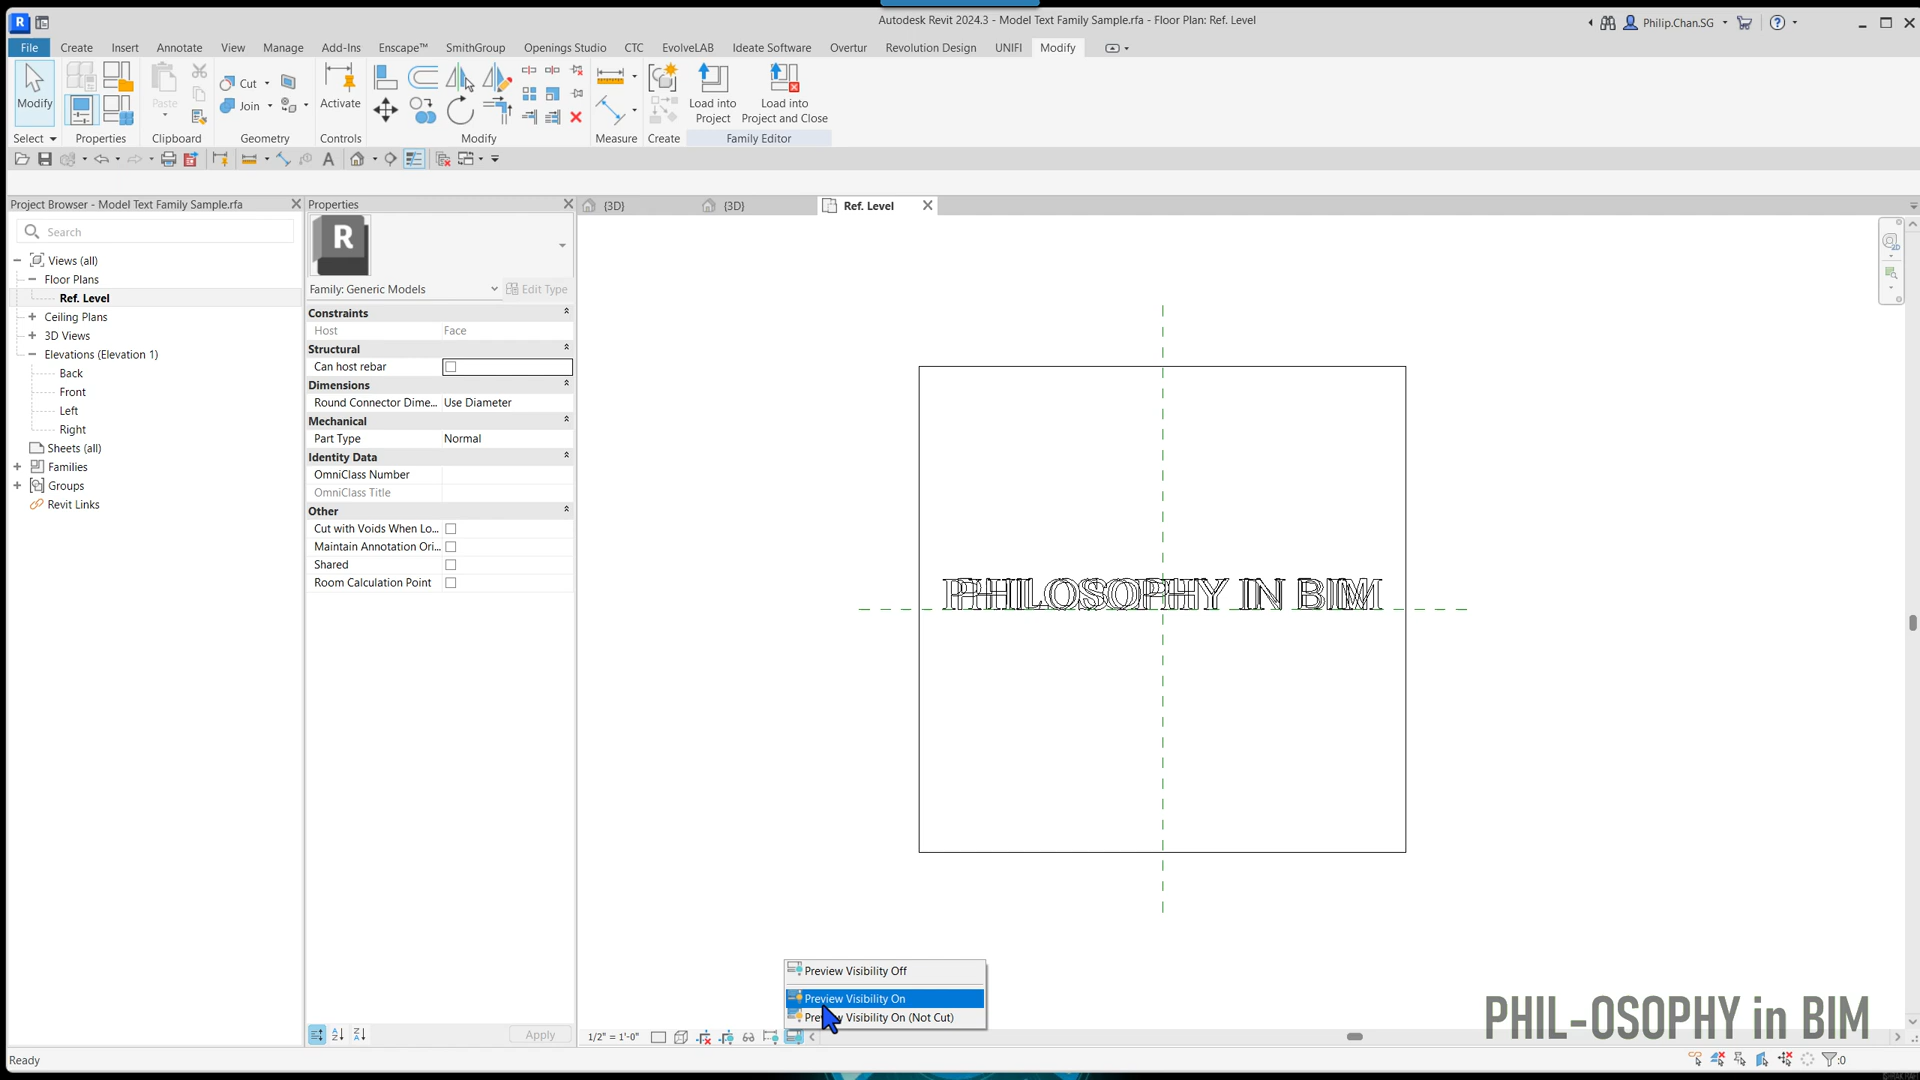 Autodesk Revit 2024.3 - Model Text Family Sample.rfa - Floor Plan: Ref. Level
Philip.Chan.SG
File Create Insert Annotate View Manage Add-Ins Enscape™ SmithGroup Openings Studio CTC EvolveLAB Ideate Software Overtur Revolution Design UNIFI Modify
Modify
Paste
Cut
Join
Activate
Load into Project
Load into Project and Close
Select Properties Clipboard Geometry Controls Modify Measure Create Family Editor
Project Browser - Model Text Family Sample.rfa
Search
Views (all)
Floor Plans
Ref. Level
Ceiling Plans
3D Views
Elevations (Elevation 1)
Back
Front
Left
Right
Sheets (all)
Families
Groups
Revit Links
Properties
R
Family: Generic Models
Edit Type
Constraints
Host Face
Structural
Can host rebar
Dimensions
Round Connector Dime... Use Diameter
Mechanical
Part Type Normal
Identity Data
OmniClass Number
OmniClass Title
Other
Cut with Voids When Lo...
Maintain Annotation Ori...
Shared
Room Calculation Point
Apply
{3D} {3D} Ref. Level
PHILOSOPHY IN BIM
Preview Visibility Off
Preview Visibility On
Visibility On (Not Cut)
1/2" = 1'-0"
PHIL-OSOPHY in BIM
Ready
:0